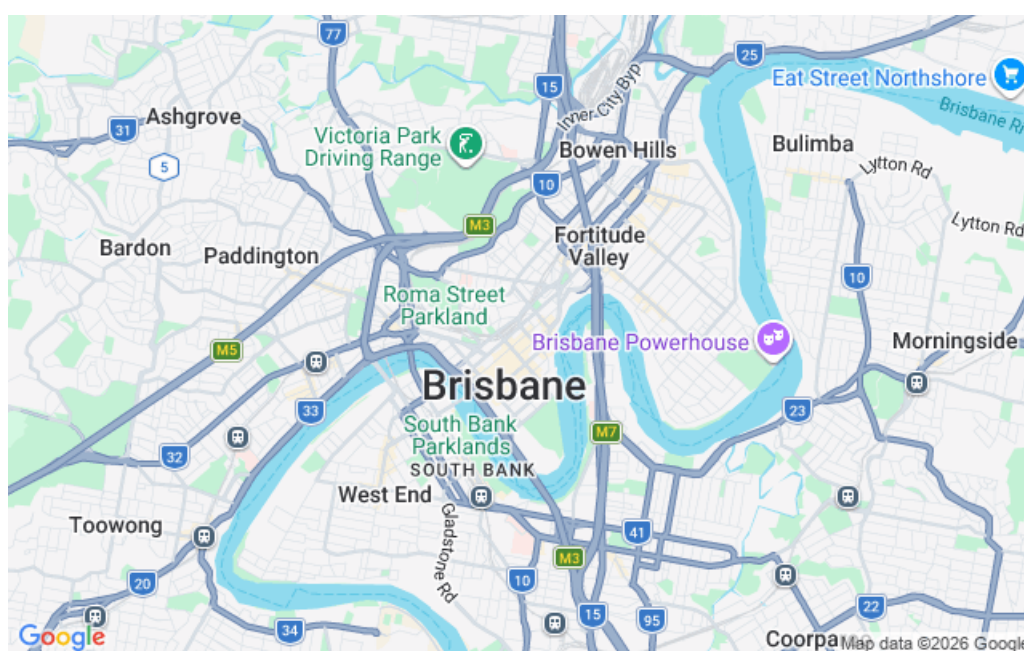 77
25
Eat Street Northshore
15
Inner City Byp
Brisbane Ri
Ashgrove
31
Victoria Park
Driving Range
Bowen Hills
Bulimba
5
Lytton Rd
10
M3
Lytton Rd
Bardon
Paddington
Fortitude
Valley
10
Roma Street
Parkland
Brisbane Powerhouse
Morningside
M5
Brisbane
33
23
South Bank
Parklands
M7
SOUTH BANK
32
West End
Gladstone Rd
Toowong
41
M3
20
10
22
15
95
34
Google
Coorpa
Map data ©2026 Google